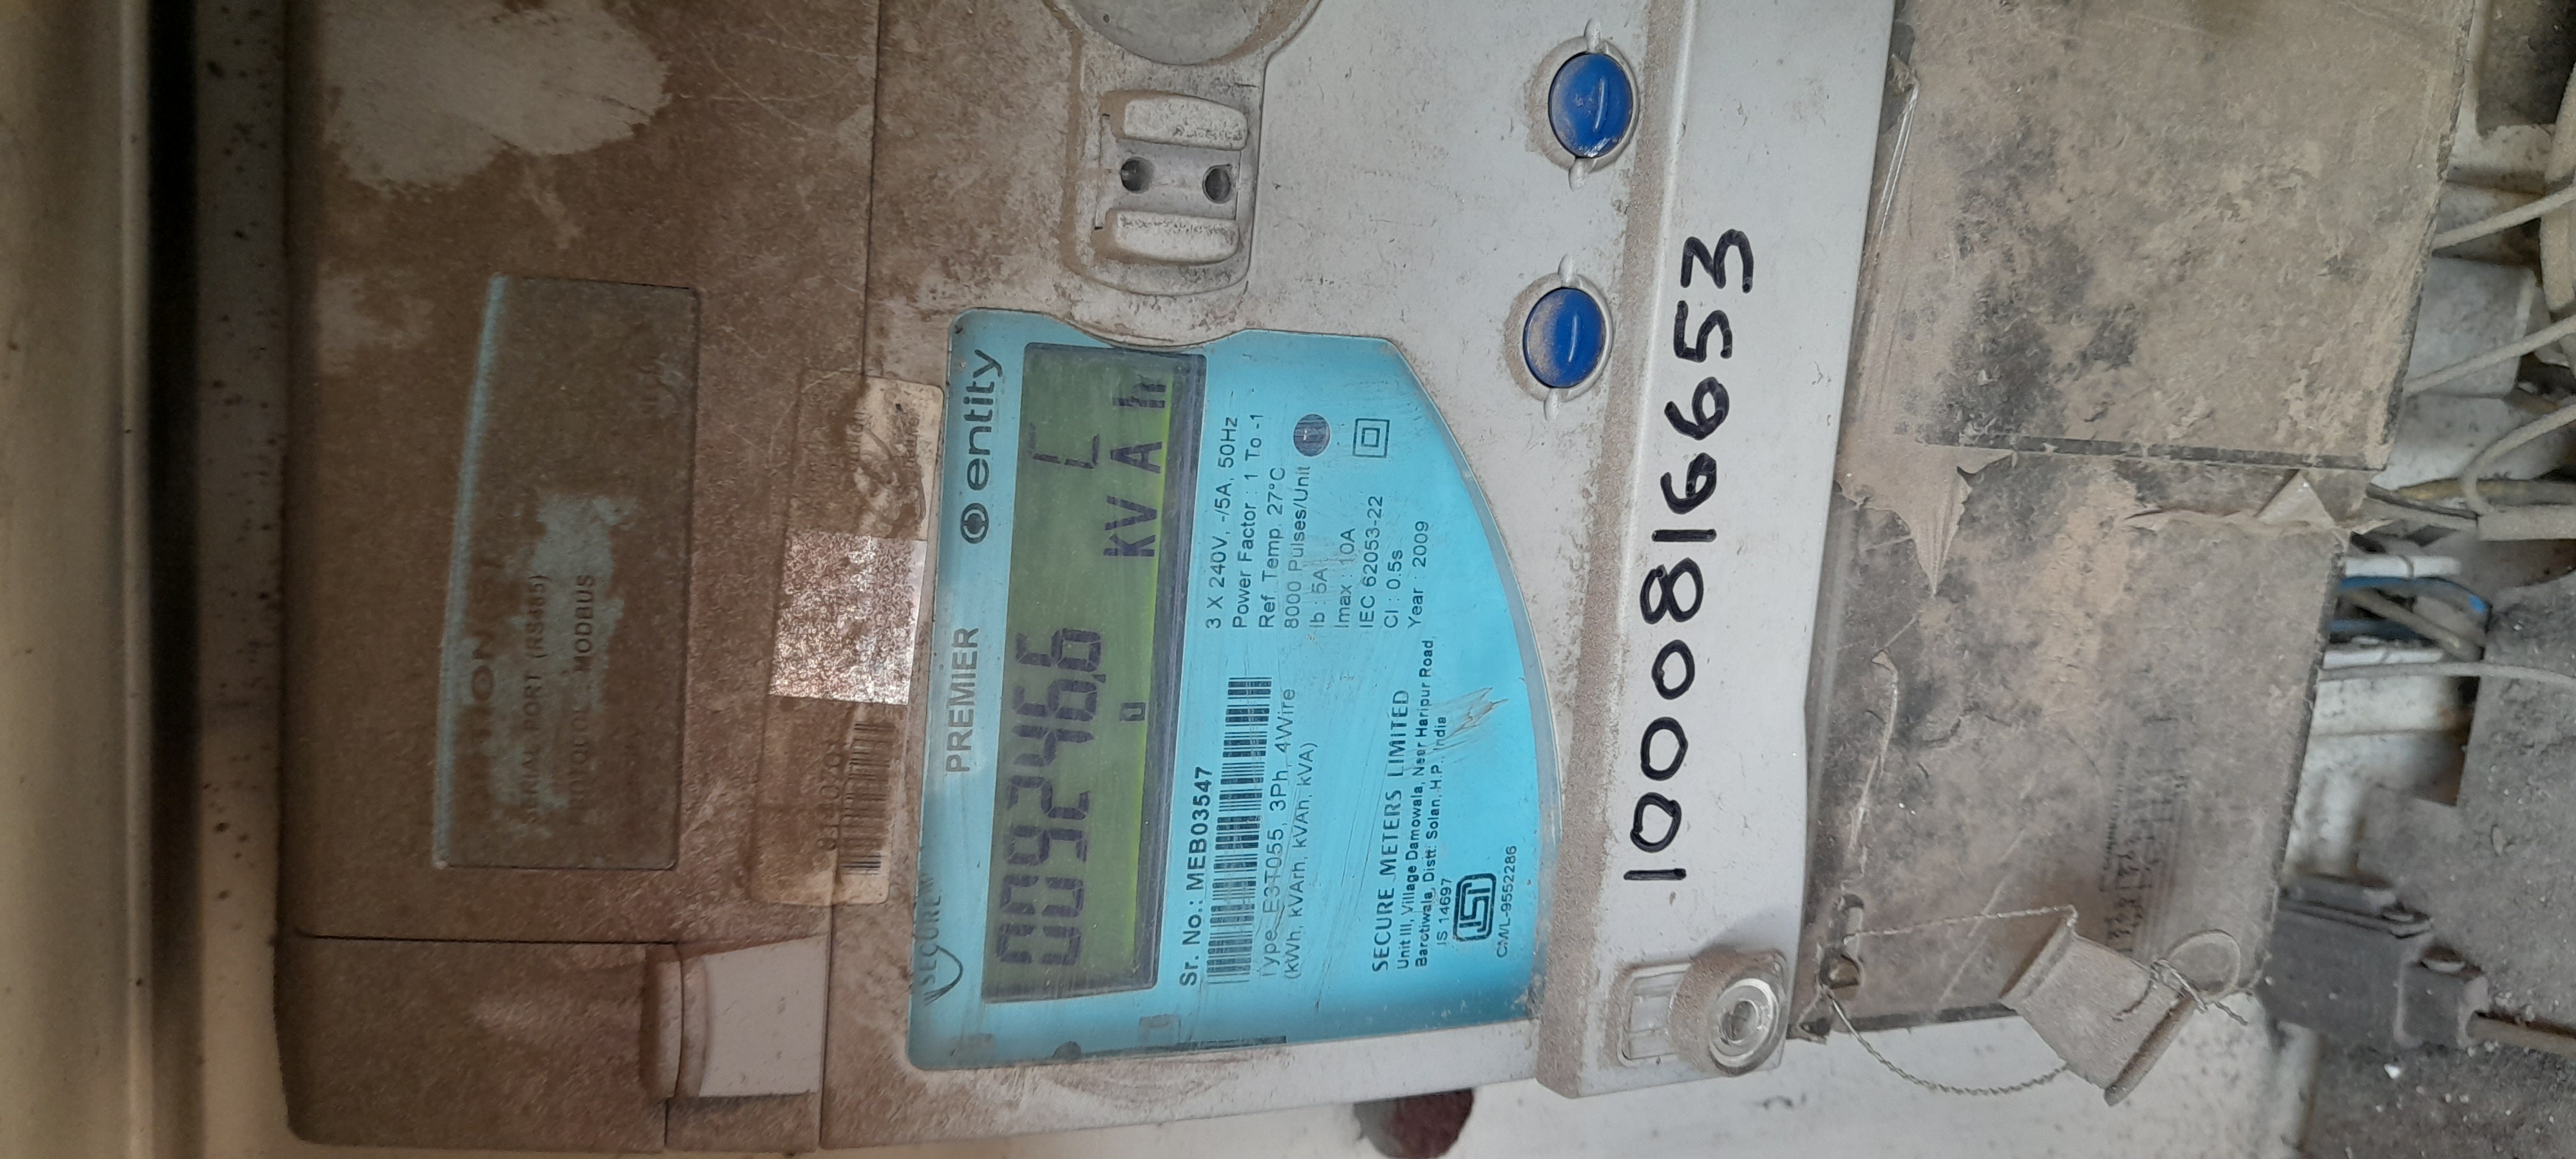 SERIAL PORT (RS485)
MODBUS
SECURE
PREMIER
entity
0092466.6
C
kVAh
Sr. No.: MEB03547
Type E3T055, 3Ph, 4Wire
(kWh, kVArh, kVAh, kVA)
3 X 240V, -/5A, 50Hz
Power Factor : 1 To -1
Ref. Temp. 27°C
8000 Pulses/Unit
Ib : 5A
Imax : 10A
IEC 62053-22
Cl : 0.5s
Year : 2009
SECURE METERS LIMITED
Unit III, Village Damowala, Near Haripur Road
Barotiwala, Distt. Solan, H.P., India
IS 14697
CM/L-9552286
100816653